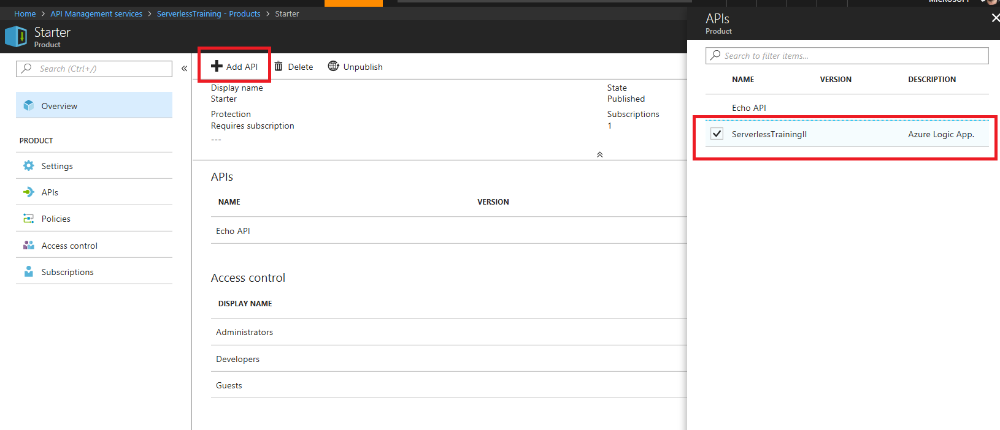 MICROSOFT
Home > API Management services > ServerlessTraining - Products > Starter
Starter
Product
Search (Ctrl+/)
Overview
PRODUCT
Settings
APIs
Policies
Access control
Subscriptions
Add API Delete Unpublish
Display name
Starter
Protection
Requires subscription
---
State
Published
Subscriptions
1
APIs
NAME VERSION
Echo API
Access control
DISPLAY NAME
Administrators
Developers
Guests
APIs
Product
Search to filter items...
NAME VERSION DESCRIPTION
Echo API
ServerlessTrainingII Azure Logic App.